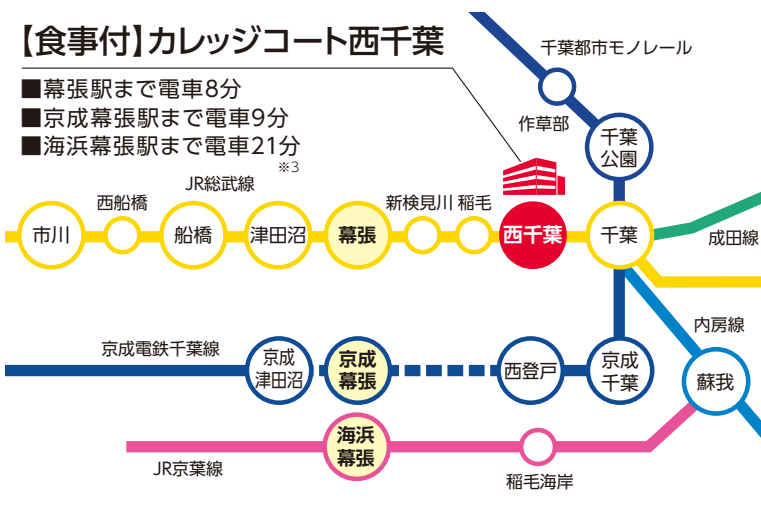 【食事付】カレッジコート西千葉
■幕張駅まで電車8分
■京成幕張駅まで電車9分
■海浜幕張駅まで電車21分
※3
千葉都市モノレール
作草部
千葉
公園
JR総武線
西船橋
新検見川
稲毛
市川
船橋
津田沼
幕張
西千葉
千葉
成田線
内房線
京成電鉄千葉線
京成
津田沼
京成
幕張
西登戸
京成
千葉
蘇我
海浜
幕張
JR京葉線
稲毛海岸